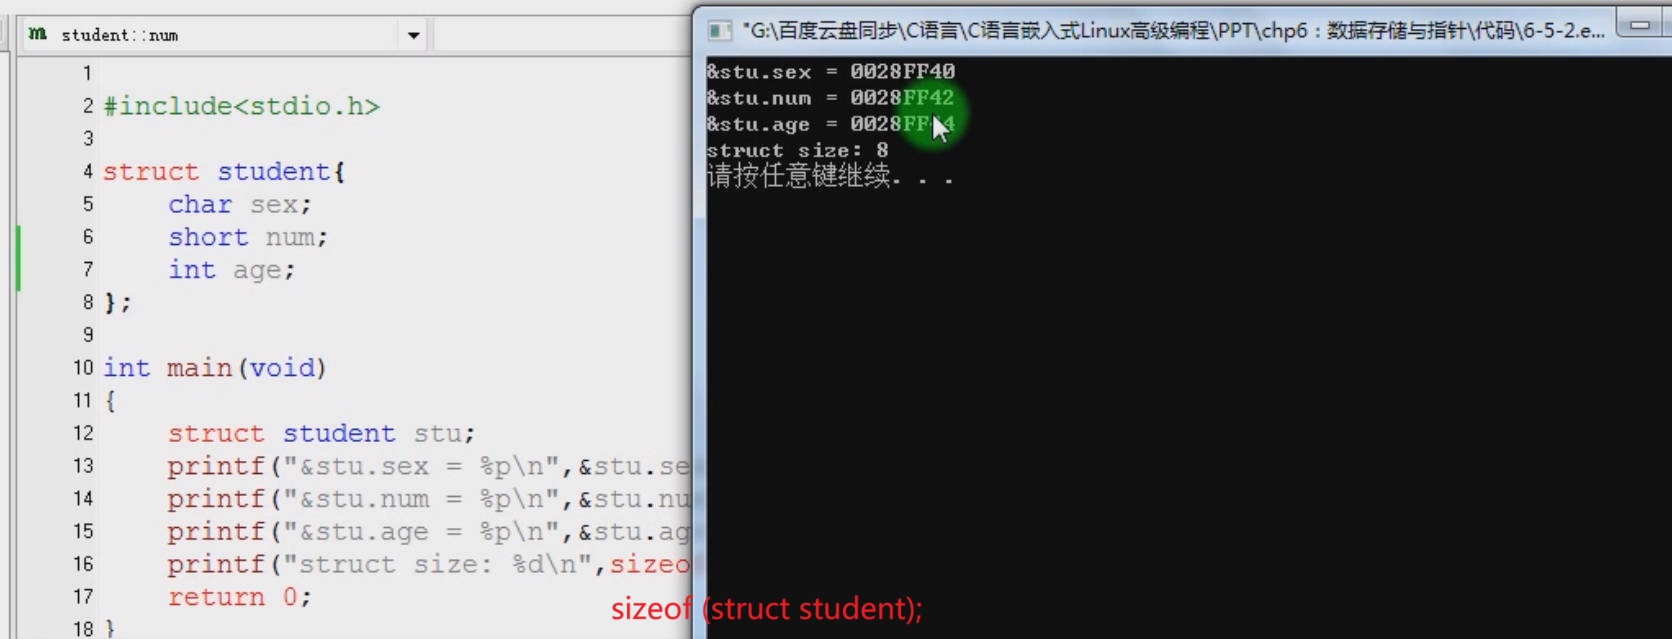 student::num
1
2 #include<stdio.h>
3
4 struct student{
5 char sex;
6 short num;
7 int age;
8 };
9
10 int main(void)
11 {
12 struct student stu;
13 printf("&stu.sex = %p\n",&stu.se
14 printf("&stu.num = %p\n",&stu.nu
15 printf("&stu.age = %p\n",&stu.ag
16 printf("struct size: %d\n",sizeo
17 return 0;
18 }
sizeof (struct student);
"G:\百度云盘同步\C语言\C语言嵌入式Linux高级编程\PPT\chp6：数据存储与指针\代码\6-5-2.e...
&stu.sex = 0028FF40
&stu.num = 0028FF42
&stu.age = 0028FF44
struct size: 8
请按任意键继续. . .